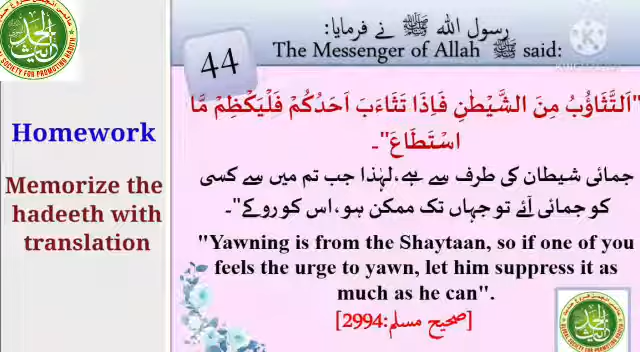 رسول اللہ ﷺ نے فرمایا:
The Messenger of Allah ﷺ said:
44
Homework
Memorize the
hadeeth with
translation
"اَلتَّثَاؤُبُ مِنَ الشَّيْطٰنِ فَاِذَا تَثَاءَبَ اَحَدُكُمْ فَلْيَكْظِمْ مَّا
اسْتَطَاعَ"۔
جمائی شیطان کی طرف سے ہے،لہٰذا جب تم میں سے کسی
کو جمائی آئے تو جہاں تک ممکن ہو،اس کو روکے"۔
"Yawning is from the Shaytaan, so if one of you
feels the urge to yawn, let him suppress it as
much as he can".
[صحیح مسلم:2994]